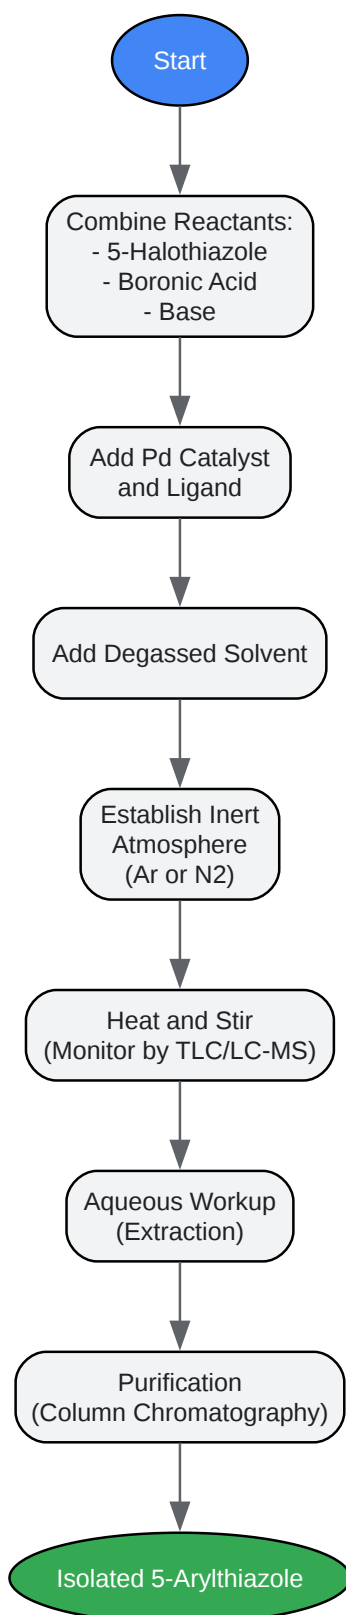 Start
Combine Reactants:
- 5-Halothiazole
- Boronic Acid
- Base
Add Pd Catalyst
and Ligand
Add Degassed Solvent
Establish Inert
Atmosphere
(Ar or N2)
Heat and Stir
(Monitor by TLC/LC-MS)
Aqueous Workup
(Extraction)
Purification
(Column Chromatography)
Isolated 5-Arylthiazole